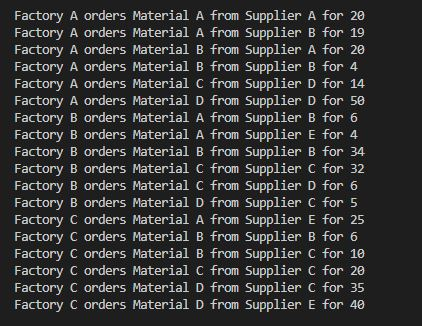 Factory A orders Material A from Supplier A for 20
Factory A orders Material A from Supplier B for 19
Factory A orders Material B from Supplier A for 20
Factory A orders Material B from Supplier B for 4
Factory A orders Material C from Supplier D for 14
Factory A orders Material D from Supplier D for 50
Factory B orders Material A from Supplier B for 6
Factory B orders Material A from Supplier E for 4
Factory B orders Material B from Supplier B for 34
Factory B orders Material C from Supplier C for 32
Factory B orders Material C from Supplier D for 6
Factory B orders Material D from Supplier C for 5
Factory C orders Material A from Supplier E for 25
Factory C orders Material B from Supplier B for 6
Factory C orders Material B from Supplier C for 10
Factory C orders Material C from Supplier C for 20
Factory C orders Material D from Supplier C for 35
Factory C orders Material D from Supplier E for 40